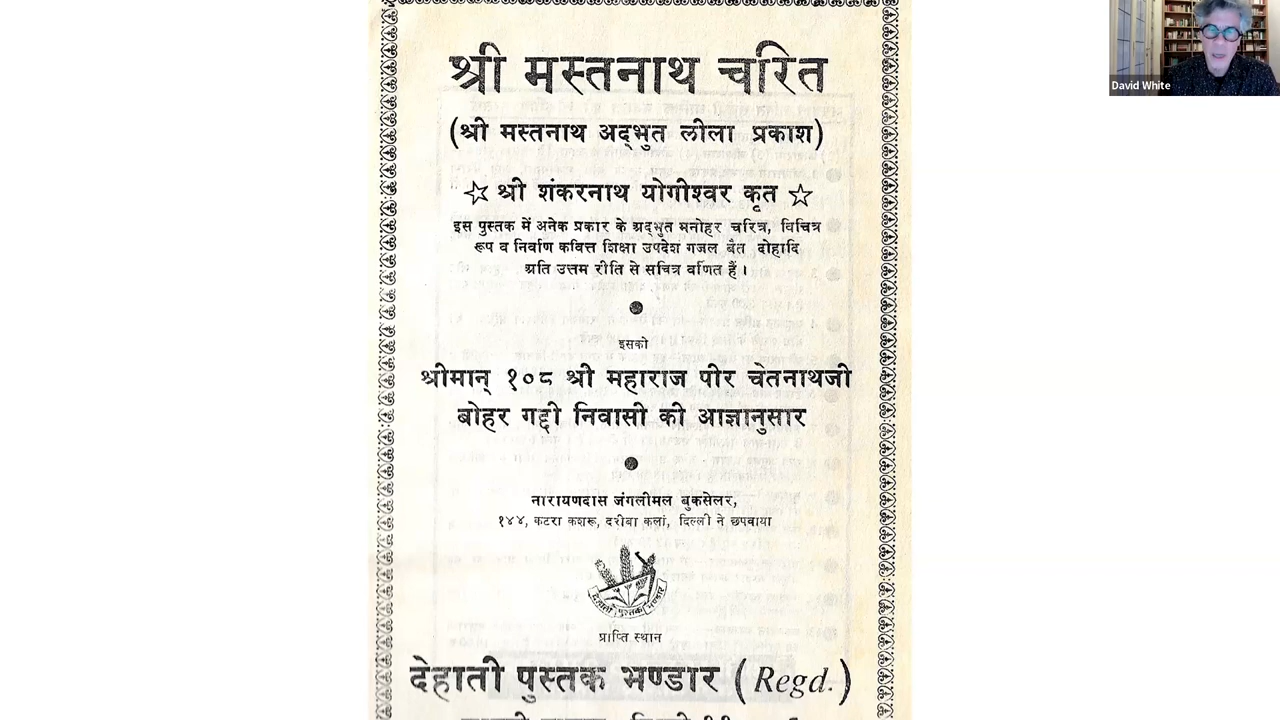 श्री मस्तनाथ चरित
(श्री मस्तनाथ अद्‌भुत लीला प्रकाश)
☆ श्री शंकरनाथ योगीश्वर कृत ☆
इस पुस्तक में अनेक प्रकार के अद्‌भुत मनोहर चरित्र, विचित्र
रूप व निर्वाण कवित्त शिक्षा उपदेश गजल बैत दोहादि
अति उत्तम रीति से सचित्र वर्णित हैं।
इसको
श्रीमान् १०८ श्री महाराज पीर चेतनाथजी
बोहर गद्दी निवासी की आज्ञानुसार
नारायणदास जंगलीमल बुकसेलर,
१४४, कटरा कशरू, दरीबा कलां, दिल्ली ने छपवाया
देहाती पुस्तक भण्डार
प्राप्ति स्थान
देहाती पुस्तक भण्डार (Regd.)
David White